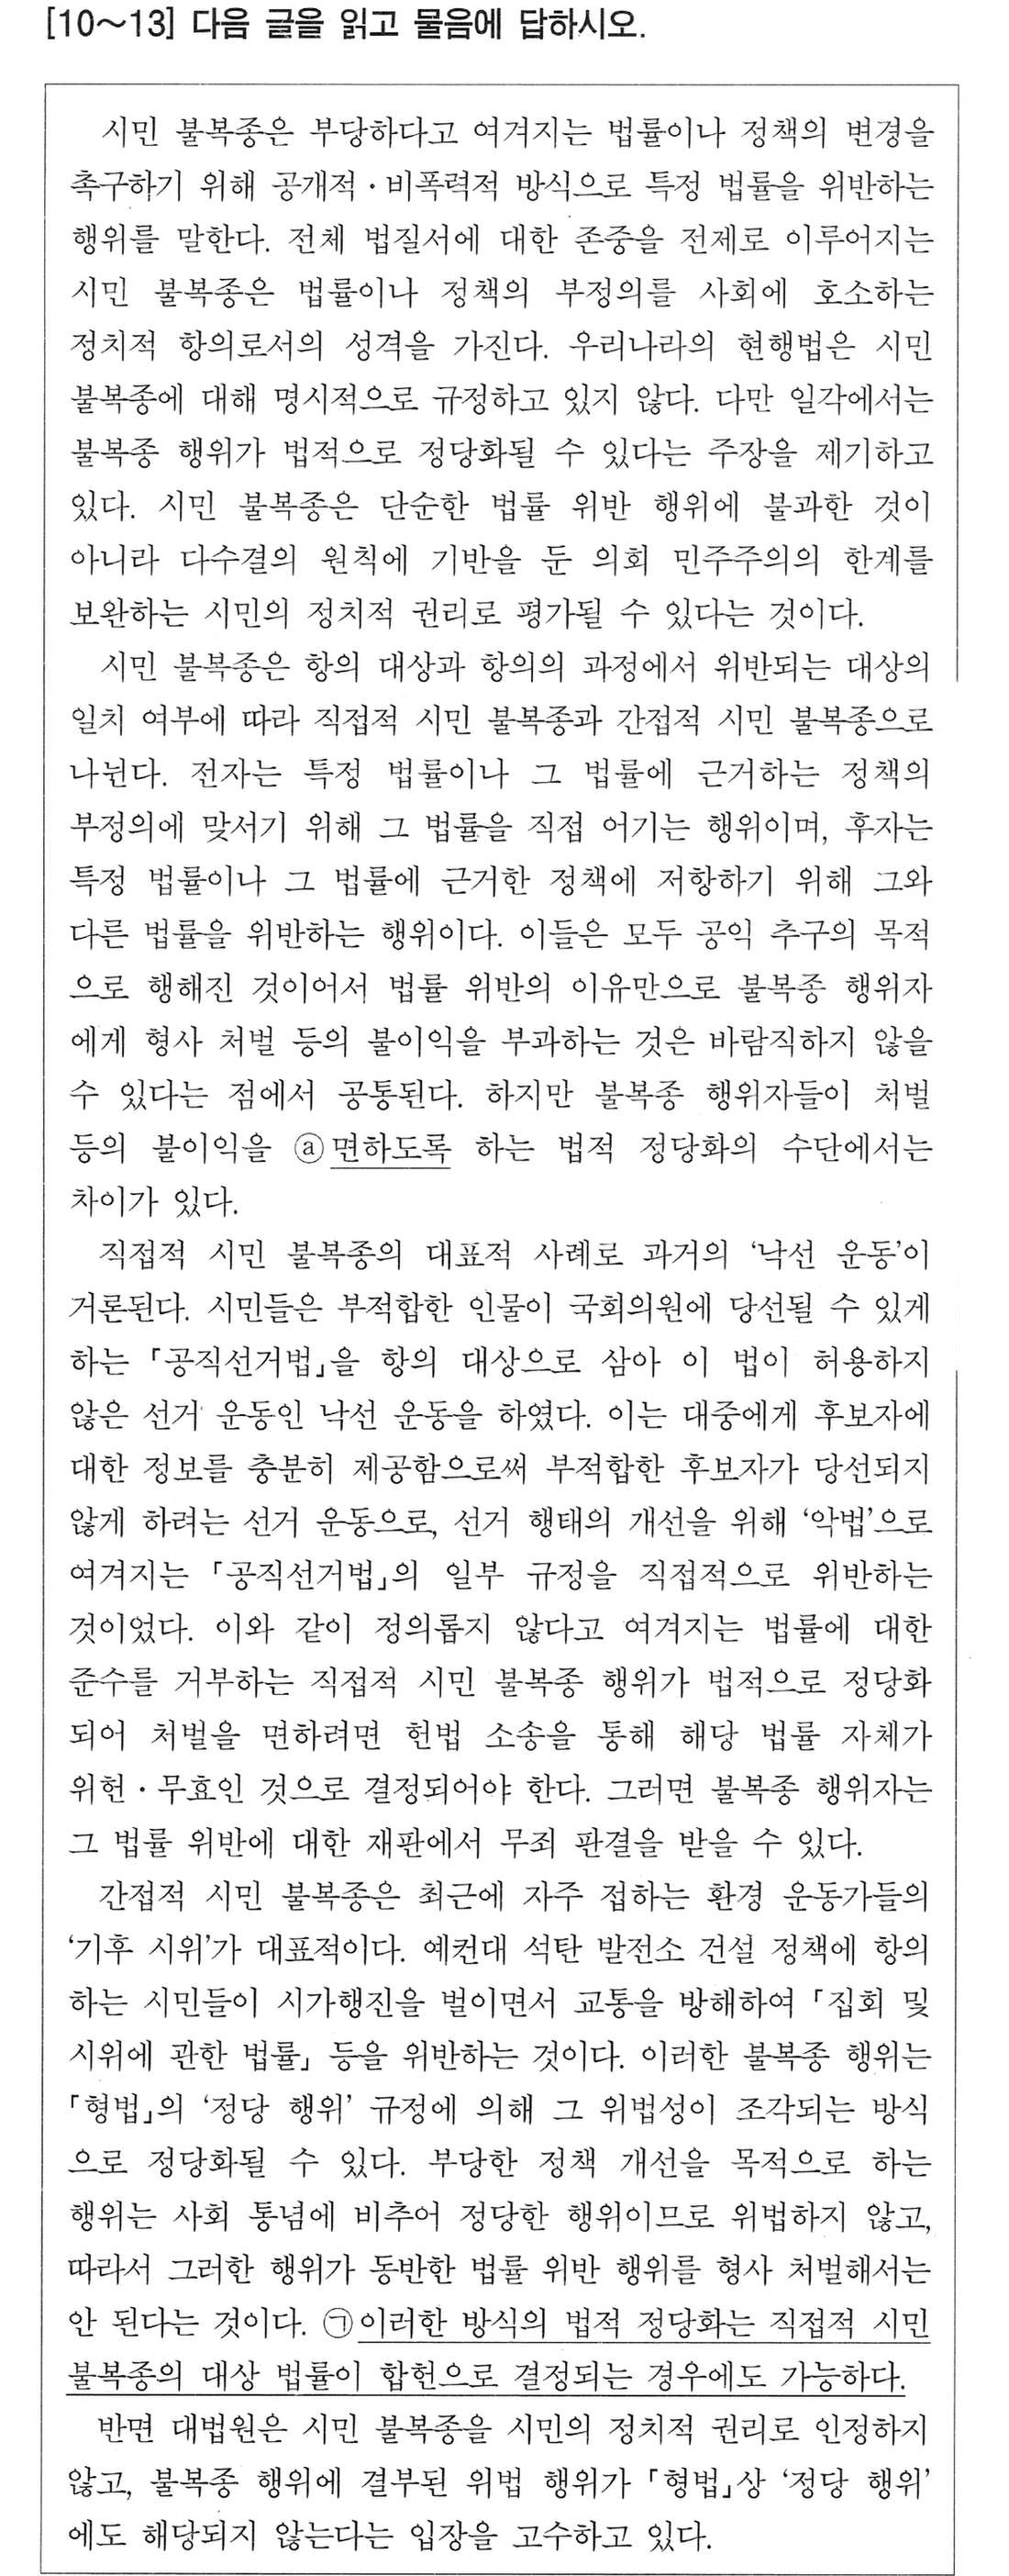 [10～13] 다음 글을 읽고 물음에 답하시오.
시민 불복종은 부당하다고 여겨지는 법률이나 정책의 변경을
촉구하기 위해 공개적·비폭력적 방식으로 특정 법률을 위반하는
행위를 말한다. 전체 법질서에 대한 존중을 전제로 이루어지는
시민 불복종은 법률이나 정책의 부정의를 사회에 호소하는
정치적 항의로서의 성격을 가진다. 우리나라의 현행법은 시민
불복종에 대해 명시적으로 규정하고 있지 않다. 다만 일각에서는
불복종 행위가 법적으로 정당화될 수 있다는 주장을 제기하고
있다. 시민 불복종은 단순한 법률 위반 행위에 불과한 것이
아니라 다수결의 원칙에 기반을 둔 의회 민주주의의 한계를
보완하는 시민의 정치적 권리로 평가될 수 있다는 것이다.
시민 불복종은 항의 대상과 항의의 과정에서 위반되는 대상의
일치 여부에 따라 직접적 시민 불복종과 간접적 시민 불복종으로
나뉜다. 전자는 특정 법률이나 그 법률에 근거하는 정책의
부정의에 맞서기 위해 그 법률을 직접 어기는 행위이며, 후자는
특정 법률이나 그 법률에 근거한 정책에 저항하기 위해 그와
다른 법률을 위반하는 행위이다. 이들은 모두 공익 추구의 목적
으로 행해진 것이어서 법률 위반의 이유만으로 불복종 행위자
에게 형사 처벌 등의 불이익을 부과하는 것은 바람직하지 않을
수 있다는 점에서 공통된다. 하지만 불복종 행위자들이 처벌
등의 불이익을 ⓐ면하도록 하는 법적 정당화의 수단에서는
차이가 있다.
직접적 시민 불복종의 대표적 사례로 과거의 ‘낙선 운동’이
거론된다. 시민들은 부적합한 인물이 국회의원에 당선될 수 있게
하는 ｢공직선거법｣을 항의 대상으로 삼아 이 법이 허용하지
않은 선거 운동인 낙선 운동을 하였다. 이는 대중에게 후보자에
대한 정보를 충분히 제공함으로써 부적합한 후보자가 당선되지
않게 하려는 선거 운동으로, 선거 행태의 개선을 위해 ‘악법’으로
여겨지는 ｢공직선거법｣의 일부 규정을 직접적으로 위반하는
것이었다. 이와 같이 정의롭지 않다고 여겨지는 법률에 대한
준수를 거부하는 직접적 시민 불복종 행위가 법적으로 정당화
되어 처벌을 면하려면 헌법 소송을 통해 해당 법률 자체가
위헌·무효인 것으로 결정되어야 한다. 그러면 불복종 행위자는
그 법률 위반에 대한 재판에서 무죄 판결을 받을 수 있다.
간접적 시민 불복종은 최근에 자주 접하는 환경 운동가들의
‘기후 시위’가 대표적이다. 예컨대 석탄 발전소 건설 정책에 항의
하는 시민들이 시가행진을 벌이면서 교통을 방해하여 ｢집회 및
시위에 관한 법률｣ 등을 위반하는 것이다. 이러한 불복종 행위는
｢형법｣의 ‘정당 행위’ 규정에 의해 그 위법성이 조각되는 방식
으로 정당화될 수 있다. 부당한 정책 개선을 목적으로 하는
행위는 사회 통념에 비추어 정당한 행위이므로 위법하지 않고,
따라서 그러한 행위가 동반한 법률 위반 행위를 형사 처벌해서는
안 된다는 것이다. ㉠이러한 방식의 법적 정당화는 직접적 시민
불복종의 대상 법률이 합헌으로 결정되는 경우에도 가능하다.
반면 대법원은 시민 불복종을 시민의 정치적 권리로 인정하지
않고, 불복종 행위에 결부된 위법 행위가 ｢형법｣상 ‘정당 행위’
에도 해당되지 않는다는 입장을 고수하고 있다.